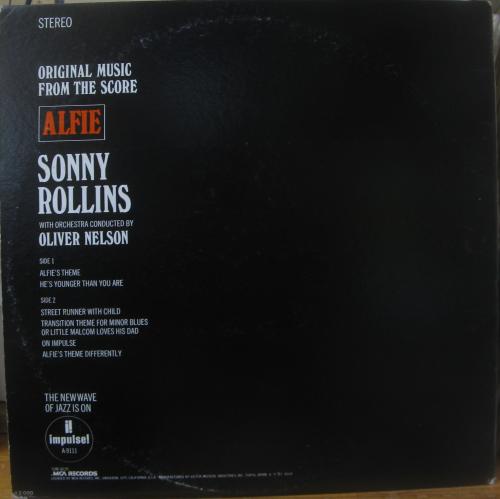 STEREO
ORIGINAL MUSIC
FROM THE SCORE
ALFIE
SONNY
ROLLINS
WITH ORCHESTRA CONDUCTED BY
OLIVER NELSON
SIDE 1
ALFIE'S THEME
HE'S YOUNGER THAN YOU ARE
SIDE 2
STREET RUNNER WITH CHILD
TRANSITION THEME FOR MINOR BLUES
OR LITTLE MALCOM LOVES HIS DAD
ON IMPULSE
ALFIE'S THEME DIFFERENTLY
THE NEW WAVE
OF JAZZ IS ON
impulse!
A-9111
MCA RECORDS